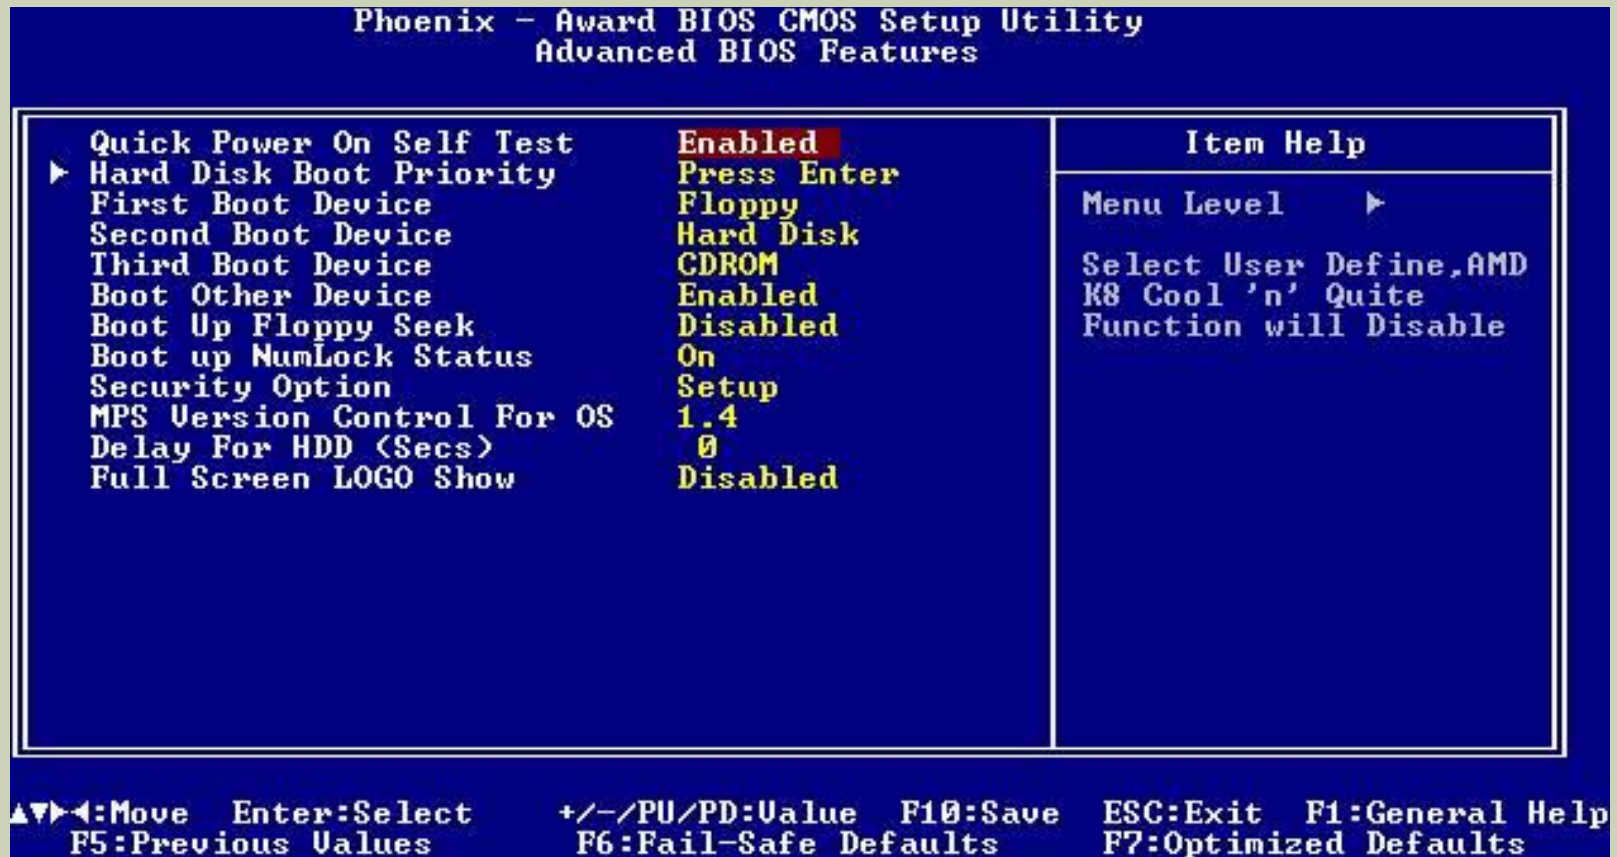 Phoenix - Award BIOS CMOS Setup Utility
Advanced BIOS Features
Quick Power On Self Test Enabled
Hard Disk Boot Priority Press Enter
First Boot Device Floppy
Second Boot Device Hard Disk
Third Boot Device CDROM
Boot Other Device Enabled
Boot Up Floppy Seek Disabled
Boot up NumLock Status On
Security Option Setup
MPS Version Control For OS 1.4
Delay For HDD (Secs) 0
Full Screen LOGO Show Disabled
Item Help
Menu Level
Select User Define,AMD
K8 Cool 'n' Quite
Function will Disable
:Move Enter:Select +/-/PU/PD:Value F10:Save ESC:Exit F1:General Help
F5:Previous Values F6:Fail-Safe Defaults F7:Optimized Defaults